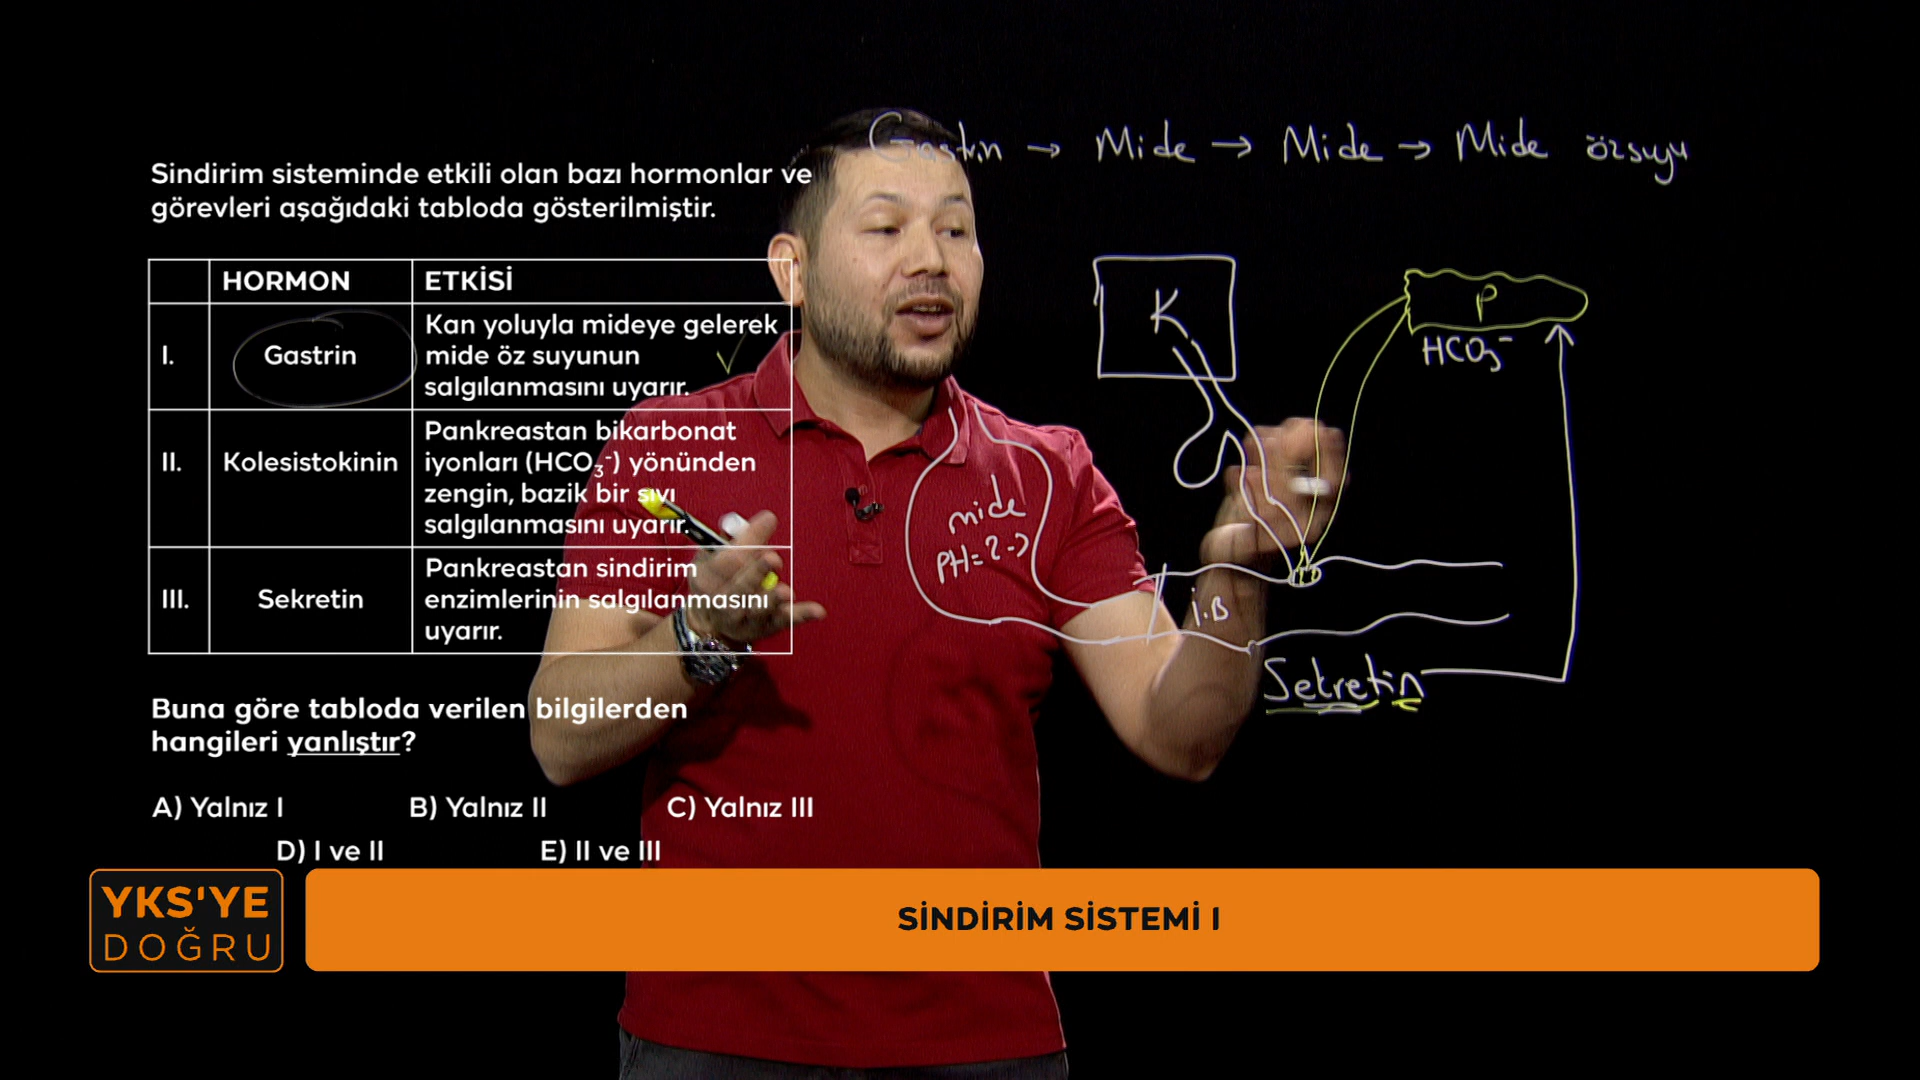 Gastrin → Mide → Mide → Mide özsuyu
Sindirim sisteminde etkili olan bazı hormonlar ve
görevleri aşağıdaki tabloda gösterilmiştir.
HORMON ETKİSİ
I. Gastrin Kan yoluyla mideye gelerek
mide öz suyunun
salgılanmasını uyarır. ✓
II. Kolesistokinin Pankreastan bikarbonat
iyonları (HCO₃⁻) yönünden
zengin, bazik bir sıvı
salgılanmasını uyarır.
III. Sekretin Pankreastan sindirim
enzimlerinin salgılanmasını
uyarır.
Buna göre tabloda verilen bilgilerden
hangileri yanlıştır?
A) Yalnız I B) Yalnız II C) Yalnız III
D) I ve II E) II ve III
K
P
HCO₃⁻
mide
PH=2→
İ.B
Sekretin
YKS'YE
DOĞRU
SİNDİRİM SİSTEMİ I